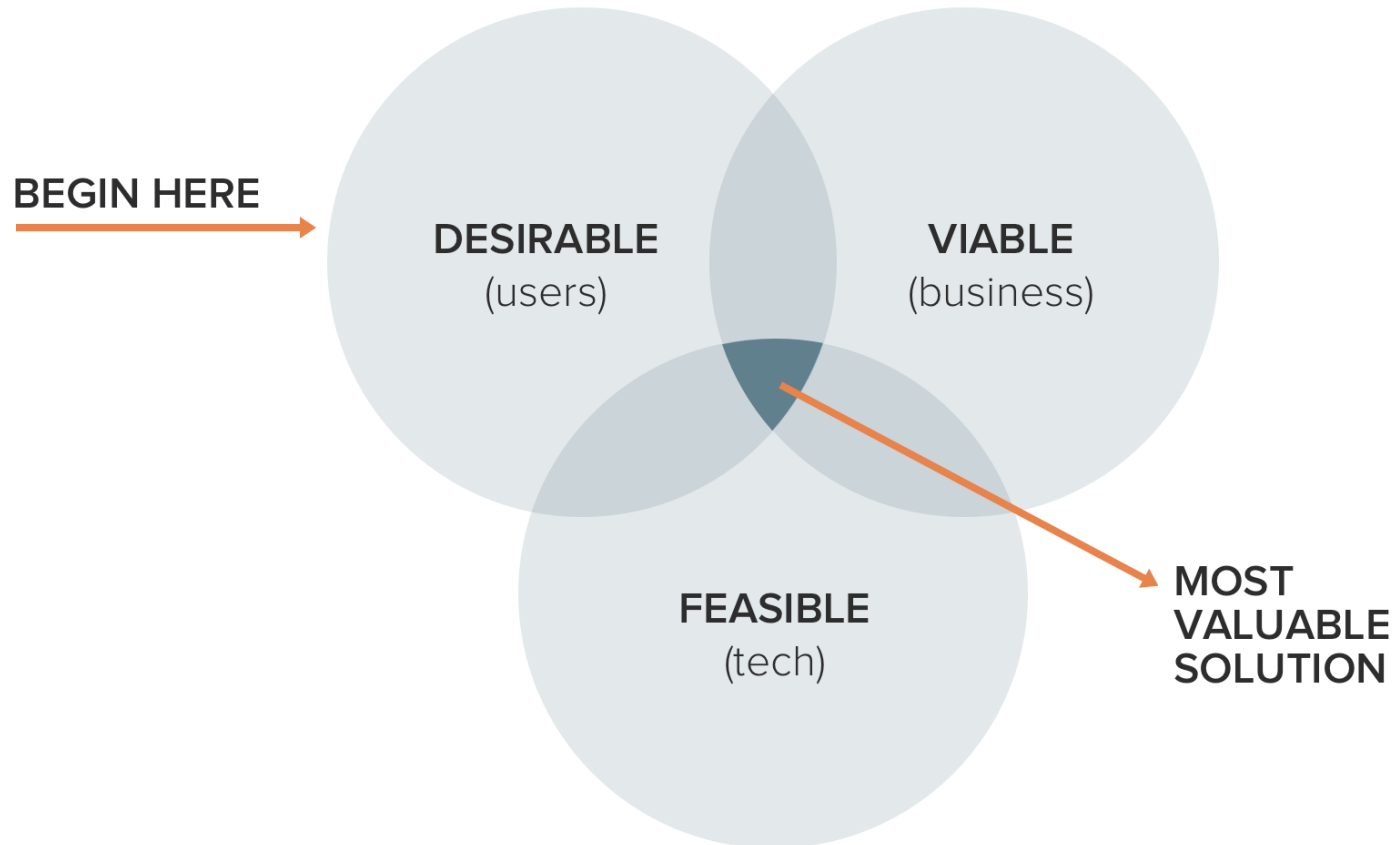 BEGIN HERE
DESIRABLE
(users)
VIABLE
(business)
FEASIBLE
(tech)
MOST
VALUABLE
SOLUTION